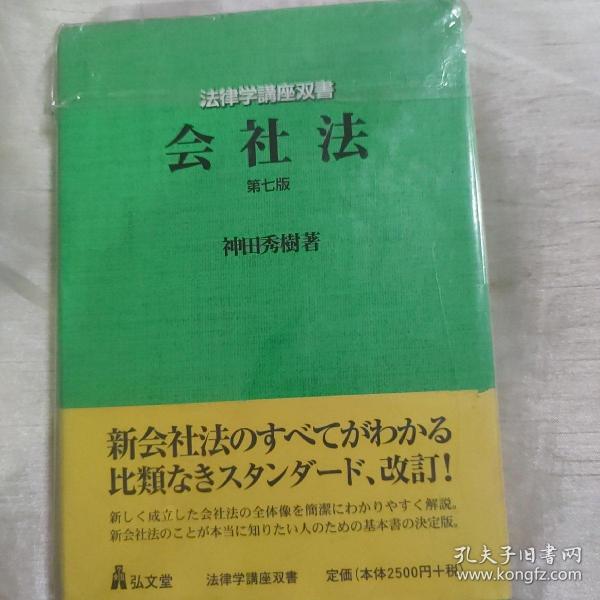 法律学講座双書
会社法
第七版
神田秀樹著
新会社法のすべてがわかる
比類なきスタンダード、改訂！
新しく成立した会社法の全体像を簡潔にわかりやすく解説。
新会社法のことが本当に知りたい人のための基本書の決定版。
弘文堂 法律学講座双書 定価(本体2500円+税)
孔夫子旧书网
www.kongfz.com